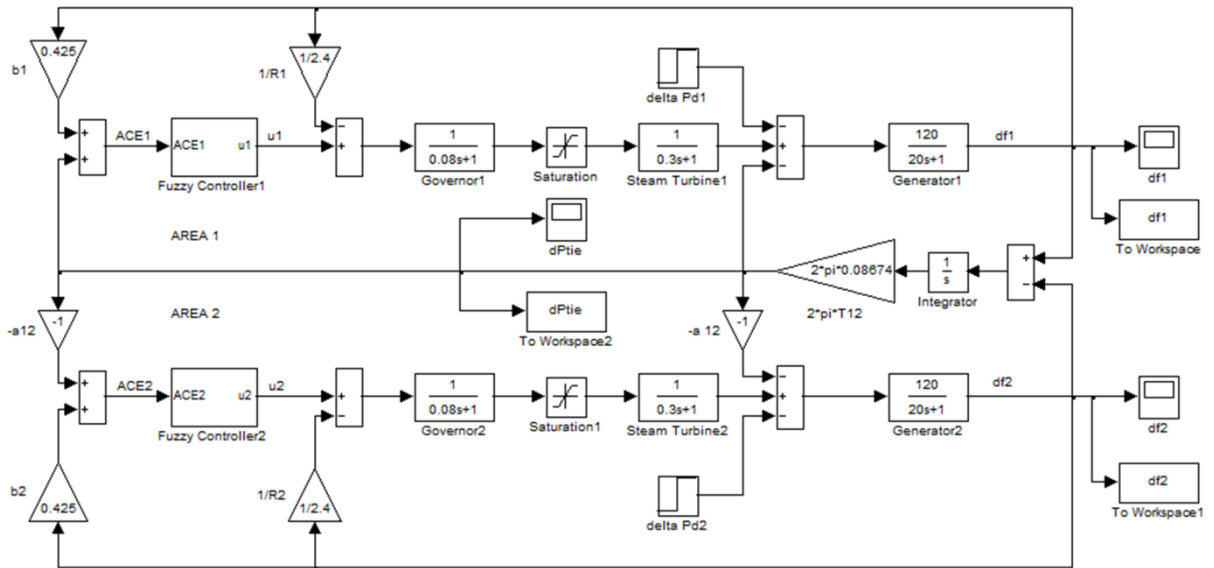 0.425
b1
1/2.4
1/R1
delta Pd1
+
+
ACE1
ACE1
u1
u1
Fuzzy Controller1
−
+
1
0.08s+1
Governor1
Saturation
1
0.3s+1
Steam Turbine1
−
+
−
120
20s+1
Generator1
df1
df1
df1
To Workspace
AREA 1
dPtie
2*pi*0.08674
2*pi*T12
1
s
Integrator
+
−
AREA 2
dPtie
To Workspace2
-1
-a12
-1
-a 12
+
+
ACE2
ACE2
u2
u2
Fuzzy Controller2
+
−
1
0.08s+1
Governor2
Saturation1
1
0.3s+1
Steam Turbine2
−
+
−
120
20s+1
Generator2
df2
df2
df2
To Workspace1
b2
0.425
1/R2
1/2.4
delta Pd2